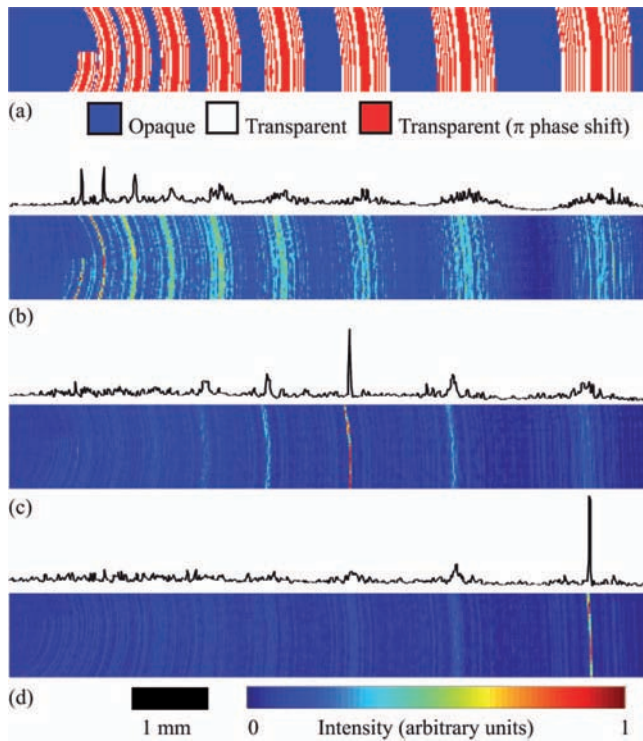 (a)
Opaque Transparent Transparent (π phase shift)
(b)
(c)
(d)
1 mm 0 Intensity (arbitrary units) 1